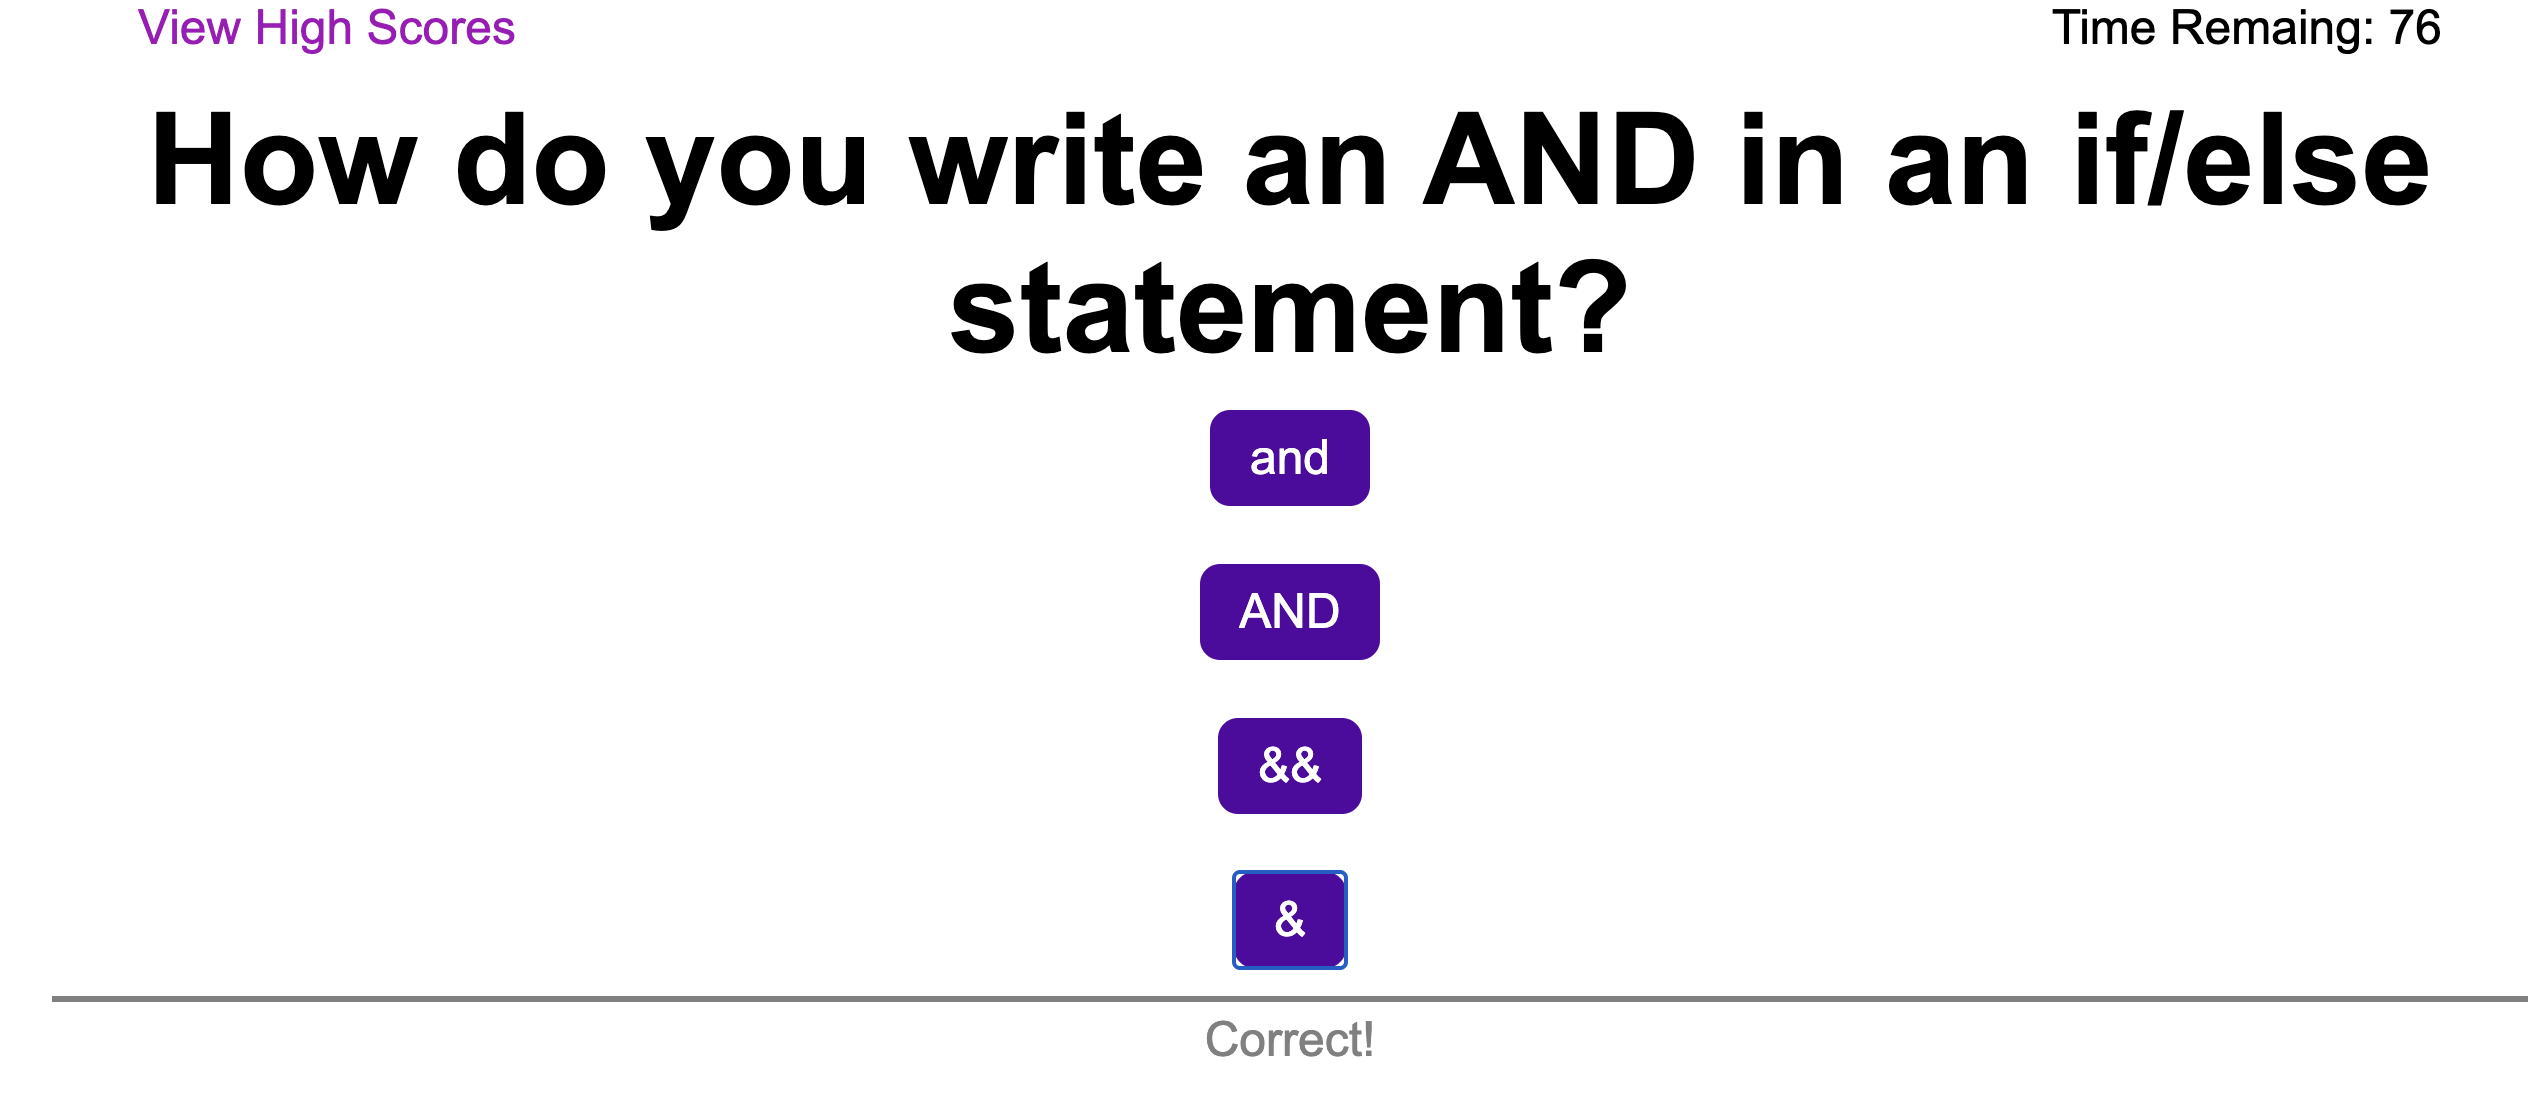 View High Scores
Time Remaing: 76
How do you write an AND in an if/else
statement?
and
AND
&&
&
Correct!